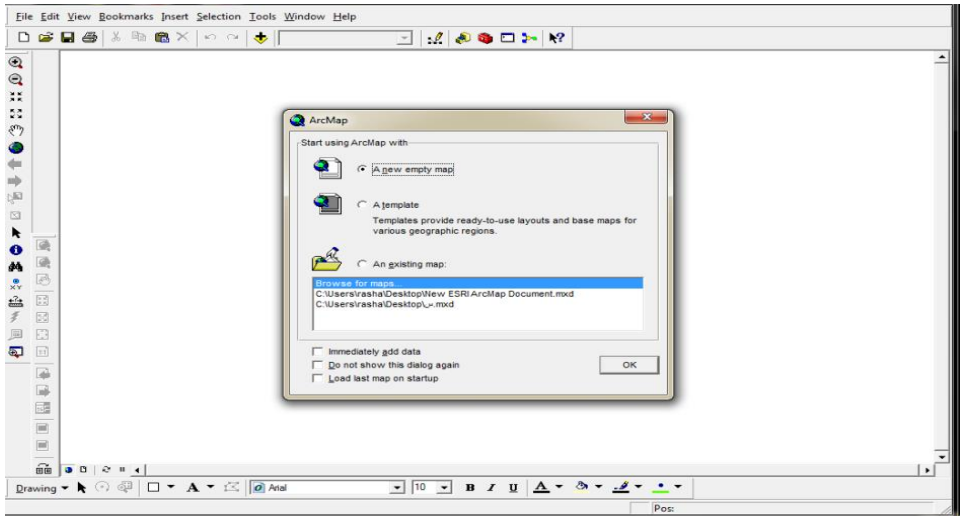 File Edit View Bookmarks Insert Selection Tools Window Help
ArcMap
Start using ArcMap with
A new empty map
A template
Templates provide ready-to-use layouts and base maps for
various geographic regions.
An existing map:
Browse for maps...
C:\Users\rasha\Desktop\New ESRI ArcMap Document.mxd
Immediately add data
Do not show this dialog again
Load last map on startup
OK
Drawing
A
Arial
10
B I U A
Pos: